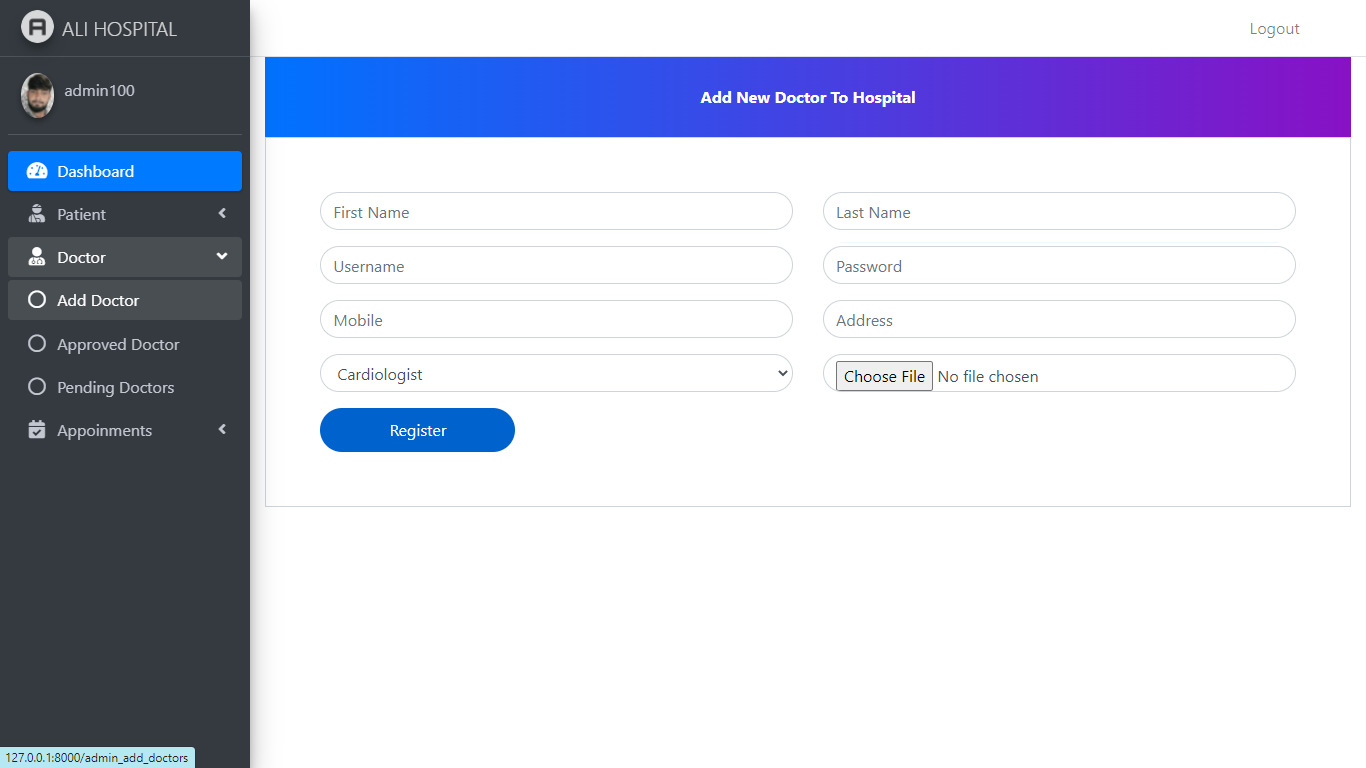 ALI HOSPITAL
Logout
admin100
Add New Doctor To Hospital
Dashboard
Patient
Doctor
Add Doctor
Approved Doctor
Pending Doctors
Appoinments
First Name
Last Name
Username
Password
Mobile
Address
Cardiologist
Choose File No file chosen
Register
127.0.0.1:8000/admin_add_doctors